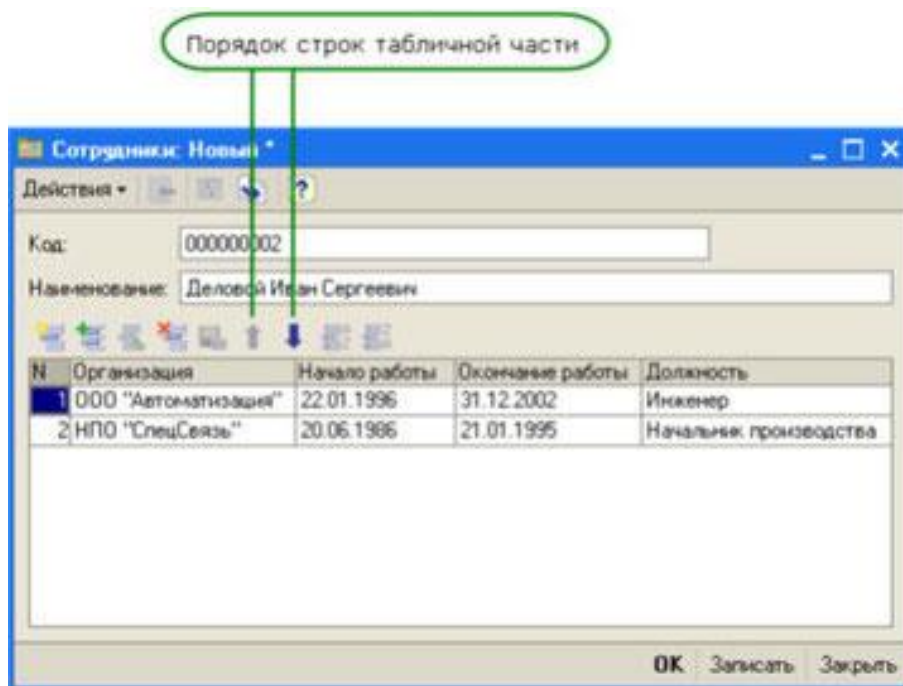 Порядок строк табличной части
Сотрудники: Новый *
Действия
Код: 000000002
Наименование: Деловой Иван Сергеевич
N Организация Начало работы Окончание работы Должность
1 ООО "Автоматизация" 22.01.1996 31.12.2002 Инженер
2 НПО "СпецСвязь" 20.06.1986 21.01.1995 Начальник производства
OK Записать Закрыть